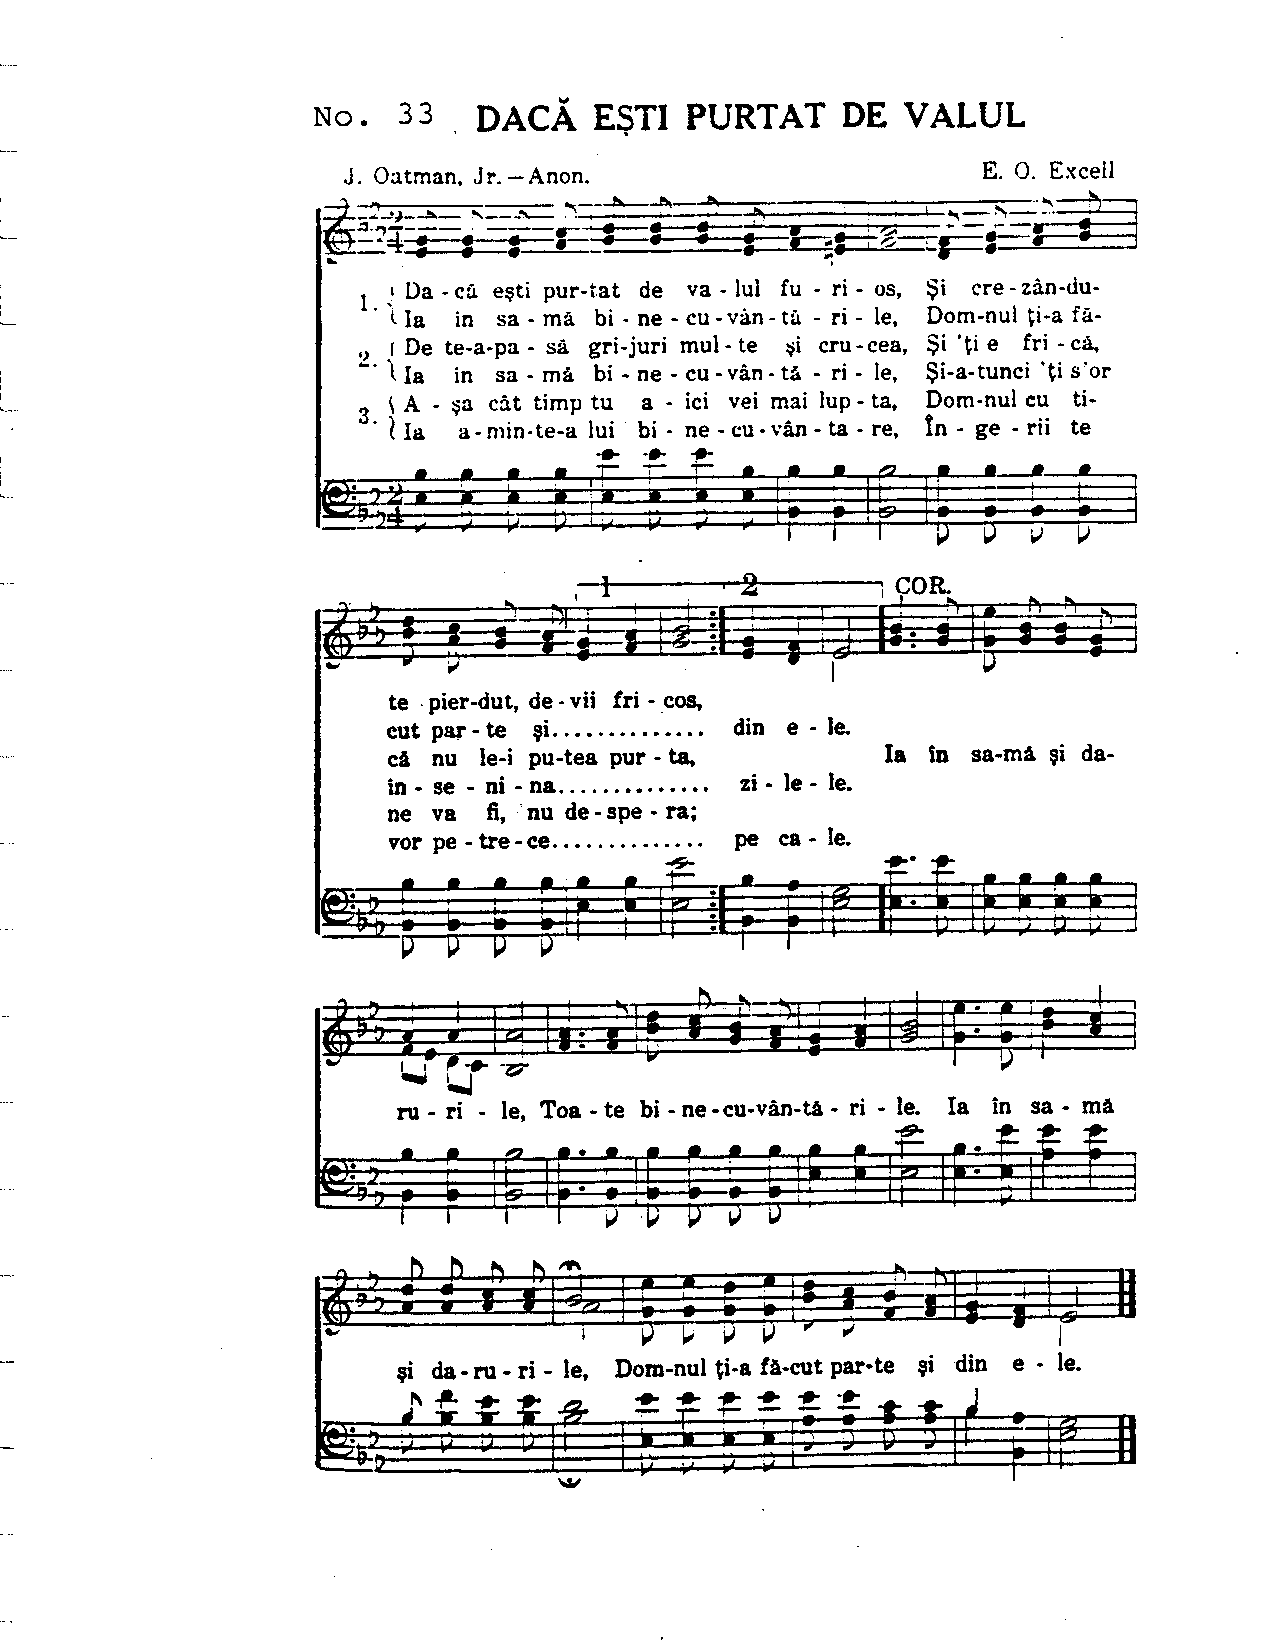 No. 33 DACĂ EȘTI PURTAT DE VALUL
J. Oatman, Jr.—Anon. E. O. Excell
1. Da - că ești pur-tat de va - lul fu - ri - os, Și cre - zân-du-
Ia in sa - mă bi - ne - cu - vân - tă - ri - le, Dom-nul ți-a fă-
2. De te-a-pa - să gri-juri mul - te și cru-cea, Și 'ți e fri - că,
Ia in sa - mă bi - ne - cu - vân - tă - ri - le, Și-a-tunci 'ți s'or
3. A - șa cât timp tu a - ici vei mai lup - ta, Dom-nul cu ti-
Ia a-min-te-a lui bi - ne - cu - vân - ta - re, În - ge - rii te
1 2 COR.
te pier-dut, de - vii fri - cos,
cut par - te și.............. din e - le.
că nu le-i pu-tea pur - ta, Ia în sa-mă și da-
in - se - ni - na.............. zi - le - le.
ne va fi, nu de - spe - ra;
vor pe - tre - ce.............. pe ca - le.
ru - ri - le, Toa - te bi - ne-cu-vân-tă - ri - le. Ia în sa - mă
și da - ru - ri - le, Dom-nul ți-a fă-cut par-te și din e - le.